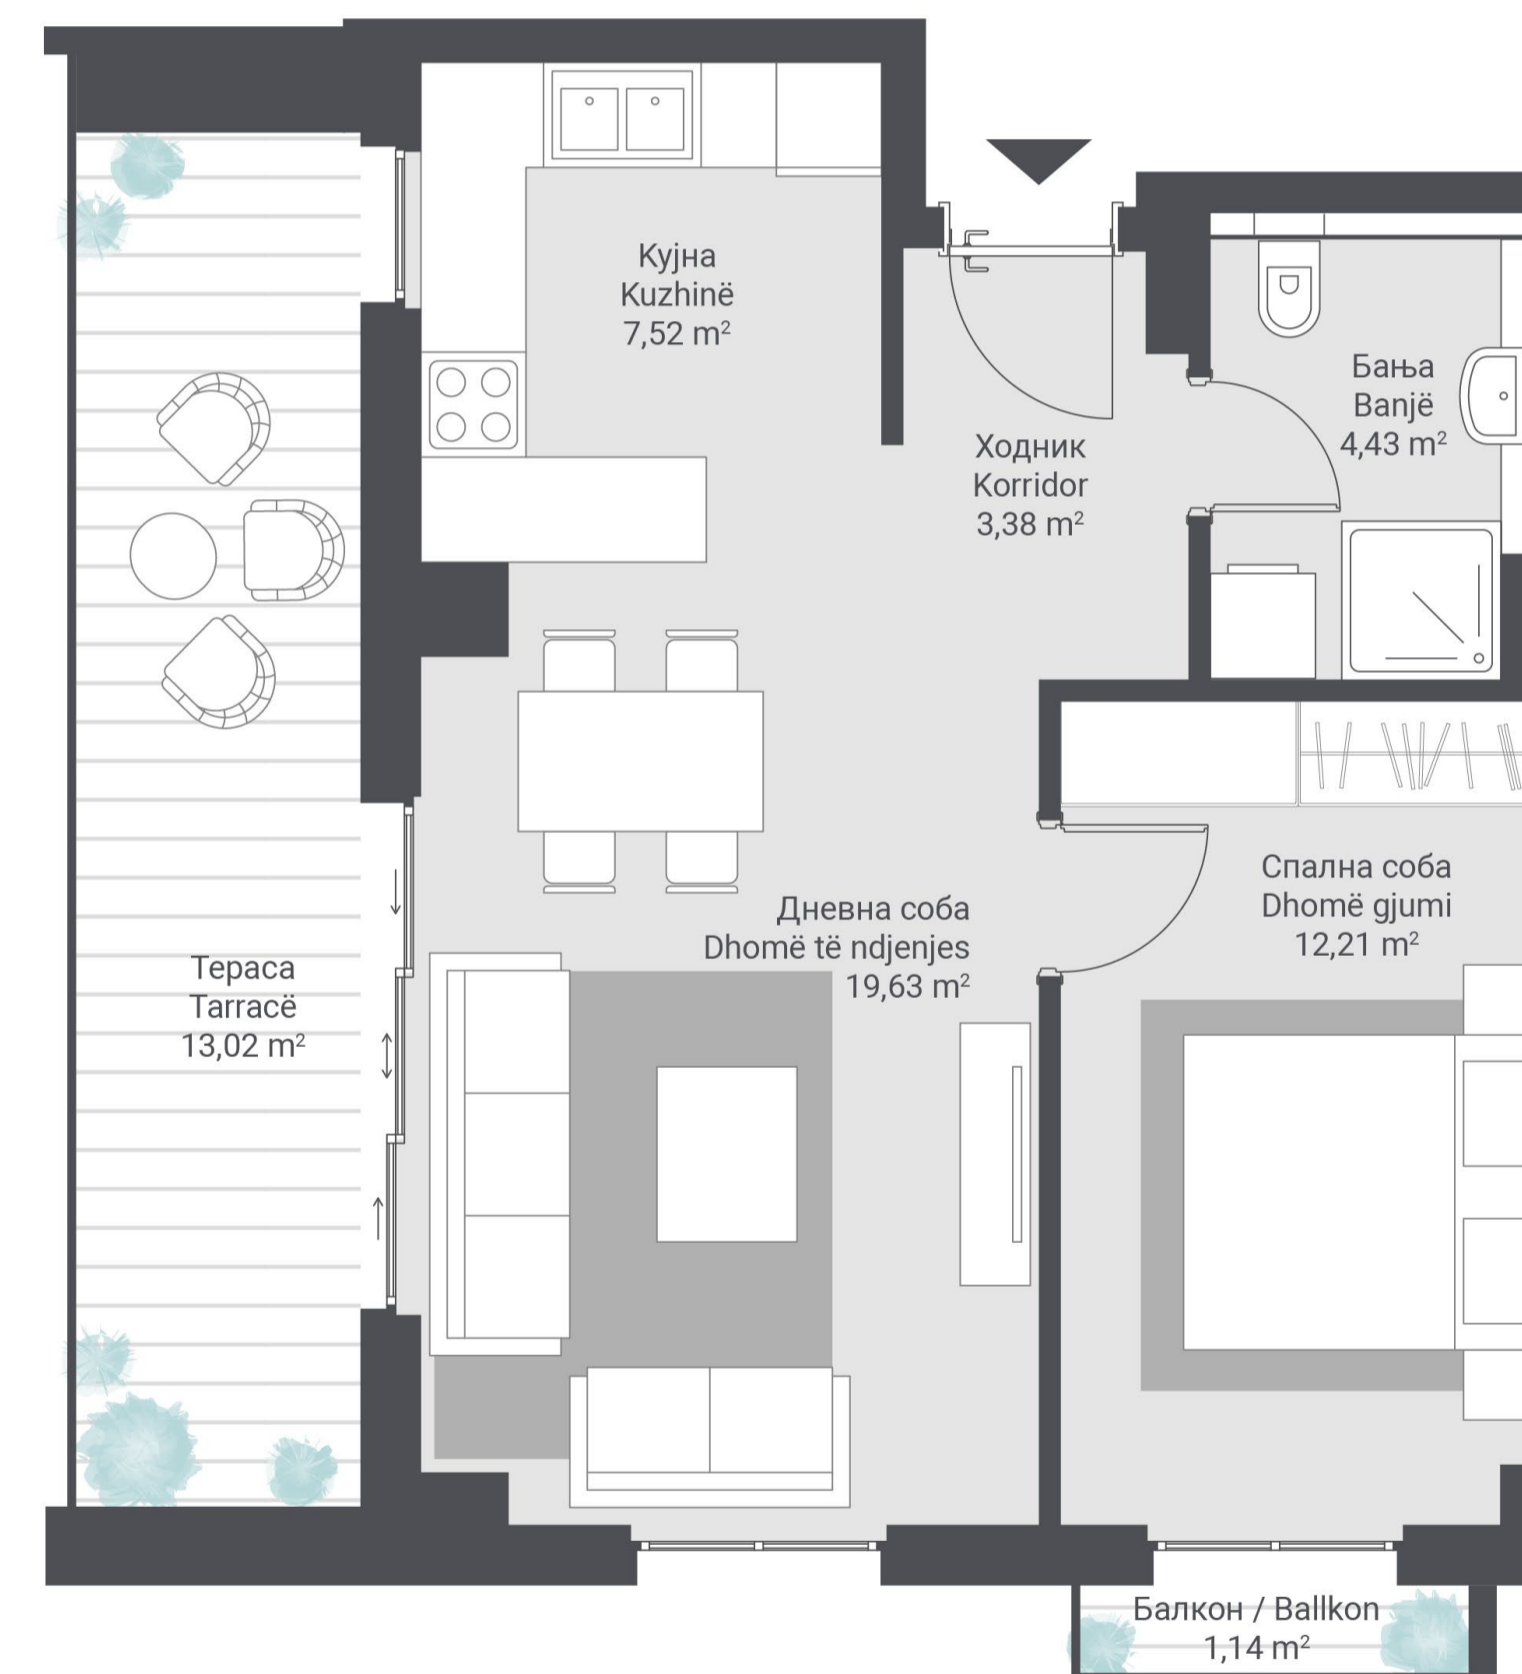 Кујна
Kuzhinë
7,52 m²
Бања
Banjë
4,43 m²
Ходник
Korridor
3,38 m²
Спална соба
Dhomë gjumi
12,21 m²
Дневна соба
Dhomë të ndjenjes
19,63 m²
Тераса
Tarracë
13,02 m²
Балкон / Ballkon
1,14 m²